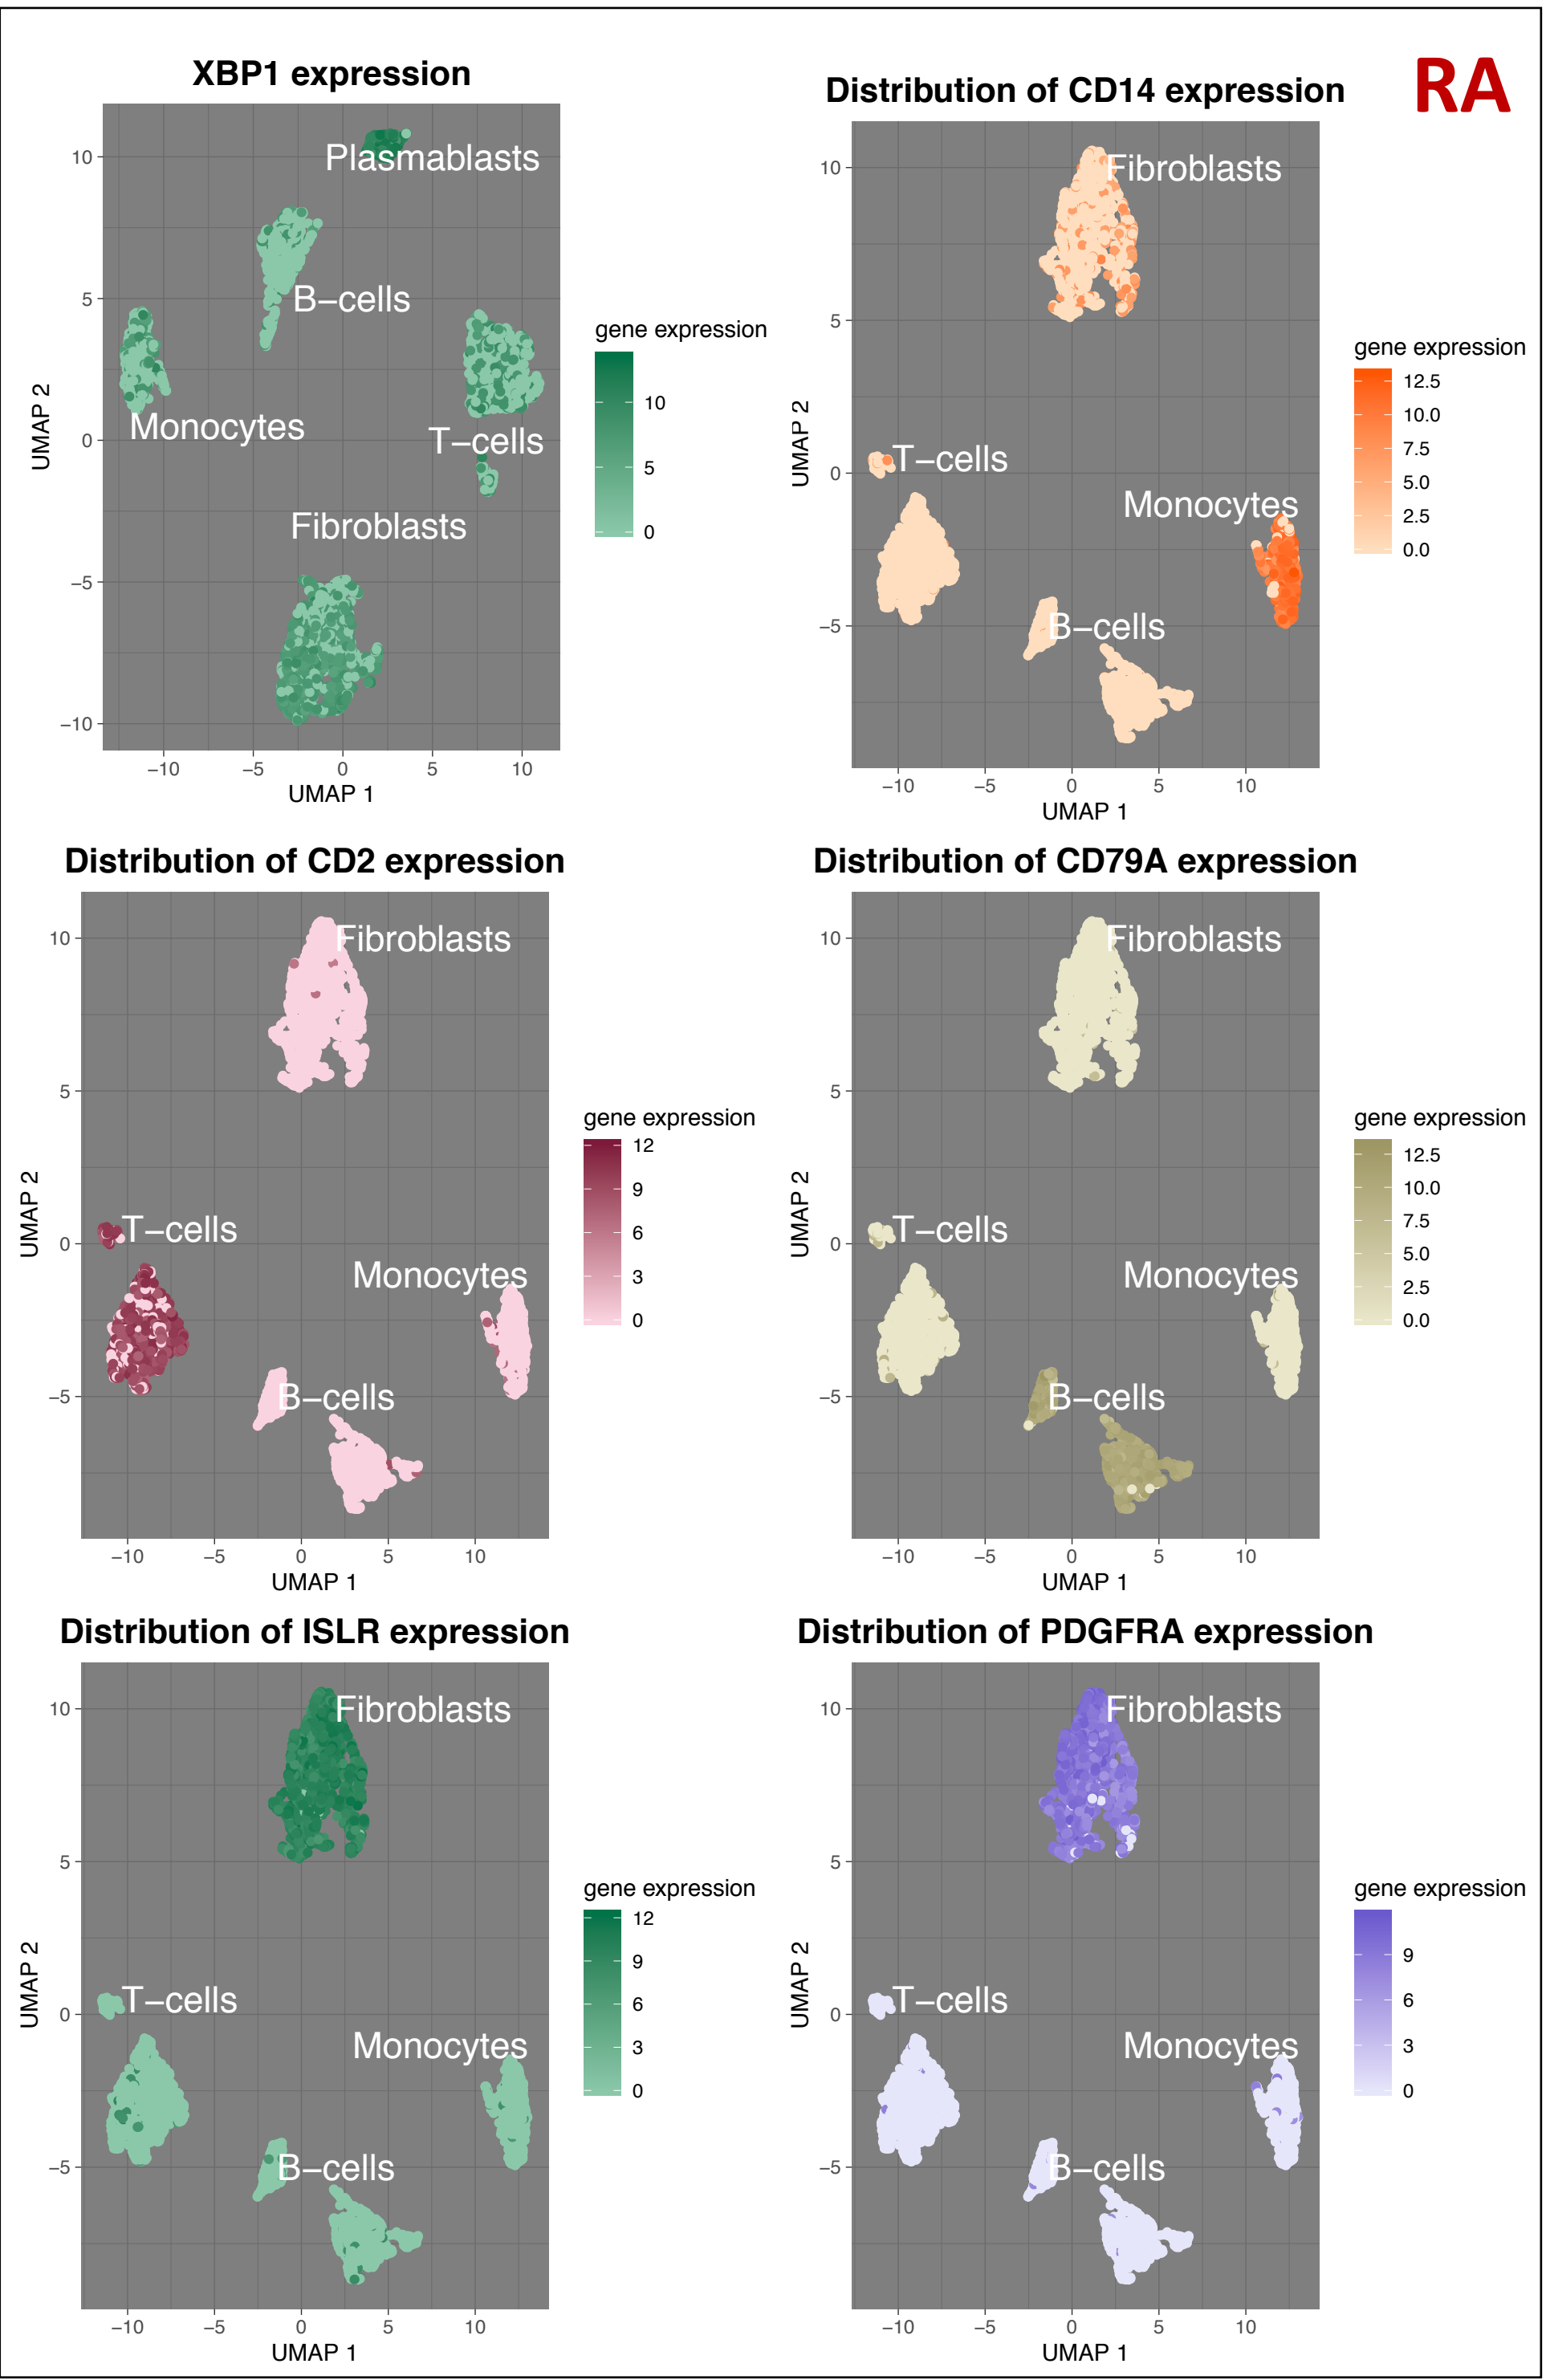 RA
XBP1 expression
Plasmablasts
B−cells
Monocytes
T−cells
Fibroblasts
10
5
0
−5
−10
UMAP 2
−10
−5
0
5
10
UMAP 1
gene expression
10
5
0
Distribution of CD14 expression
Fibroblasts
T−cells
Monocytes
B−cells
10
5
0
−5
UMAP 2
−10
−5
0
5
10
UMAP 1
gene expression
12.5
10.0
7.5
5.0
2.5
0.0
Distribution of CD2 expression
Fibroblasts
T−cells
Monocytes
B−cells
10
5
0
−5
UMAP 2
−10
−5
0
5
10
UMAP 1
gene expression
12
9
6
3
0
Distribution of CD79A expression
Fibroblasts
T−cells
Monocytes
B−cells
10
5
0
−5
UMAP 2
−10
−5
0
5
10
UMAP 1
gene expression
12.5
10.0
7.5
5.0
2.5
0.0
Distribution of ISLR expression
Fibroblasts
T−cells
Monocytes
B−cells
10
5
0
−5
UMAP 2
−10
−5
0
5
10
UMAP 1
gene expression
12
9
6
3
0
Distribution of PDGFRA expression
Fibroblasts
T−cells
Monocytes
B−cells
10
5
0
−5
UMAP 2
−10
−5
0
5
10
UMAP 1
gene expression
9
6
3
0